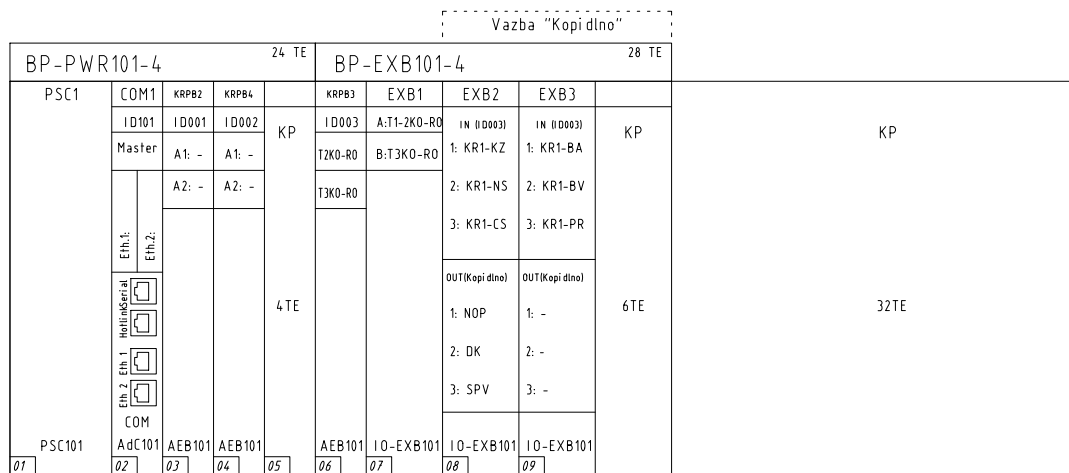 Vazba "Kopidlno"
BP-PWR101-4 24 TE BP-EXB101-4 28 TE
PSC1 COM1 KRPB2 KRPB4 KRPB3 EXB1 EXB2 EXB3
ID101 ID001 ID002 KP ID003 A:T1-2KO-RO IN (ID003) IN (ID003) KP KP
Master A1: - A1: - T2KO-RO B:T3KO-RO 1: KR1-KZ 1: KR1-BA
A2: - A2: - T3KO-RO 2: KR1-NS 2: KR1-BV
3: KR1-CS 3: KR1-PR
Eth.1: Eth.2:
Serial OUT(Kopidlno) OUT(Kopidlno)
Hotlink 4TE 1: NOP 1: - 6TE 32TE
Eth 1 2: DK 2: -
Eth 2 3: SPV 3: -
COM
PSC101 AdC101 AEB101 AEB101 AEB101 IO-EXB101 IO-EXB101 IO-EXB101
01 02 03 04 05 06 07 08 09